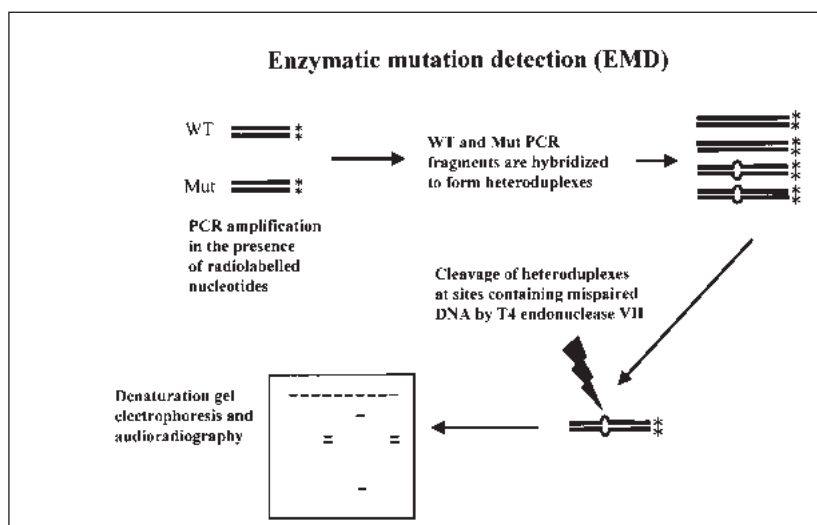 Enzymatic mutation detection (EMD)
WT
Mut
PCR amplification
in the presence
of radiolabelled
nucleotides
WT and Mut PCR
fragments are hybridized
to form heteroduplexes
*
*
*
*
*
*
*
*
*
*
*
*
Cleavage of heteroduplexes
at sites containing mispaired
DNA by T4 endonuclease VII
*
*
Denaturation gel
electrophoresis and
audioradiography